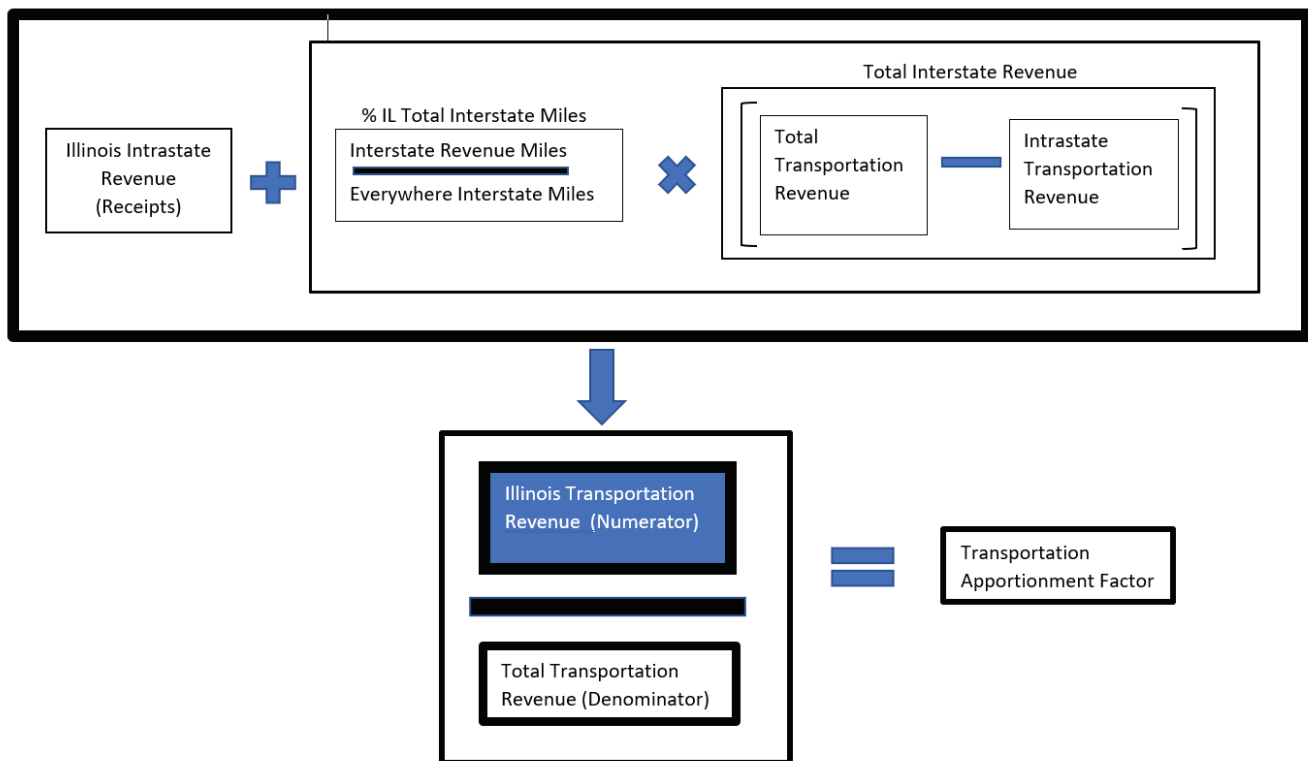 Total Interstate Revenue
% IL Total Interstate Miles
Illinois Intrastate
Revenue
(Receipts)
Interstate Revenue Miles
Everywhere Interstate Miles
Total
Transportation
Revenue
Intrastate
Transportation
Revenue
Illinois Transportation
Revenue (Numerator)
Total Transportation
Revenue (Denominator)
Transportation
Apportionment Factor